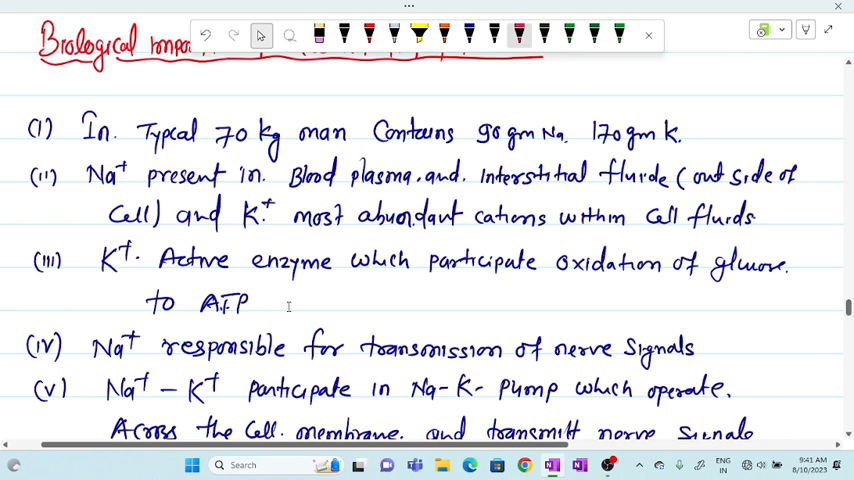 Biological
(I) In. Typcal 70 kg man Contains 90 gm Na. 170 gm K.
(II) Na+ present in. Blood plasma. and. Interstitial fluide (out side of
Cell) and K+ most abundant cations within Cell fluids
(III) K+. Active enzyme which participate oxidation of glucose.
to ATP
(IV) Na+ responsible for transmission of nerve signals
(V) Na+ - K+ participate in Na-K- pump which operate.
Across the Cell. membrane. and transmitt nerve signals
Search
ENG
IN
9:41 AM
8/10/2023